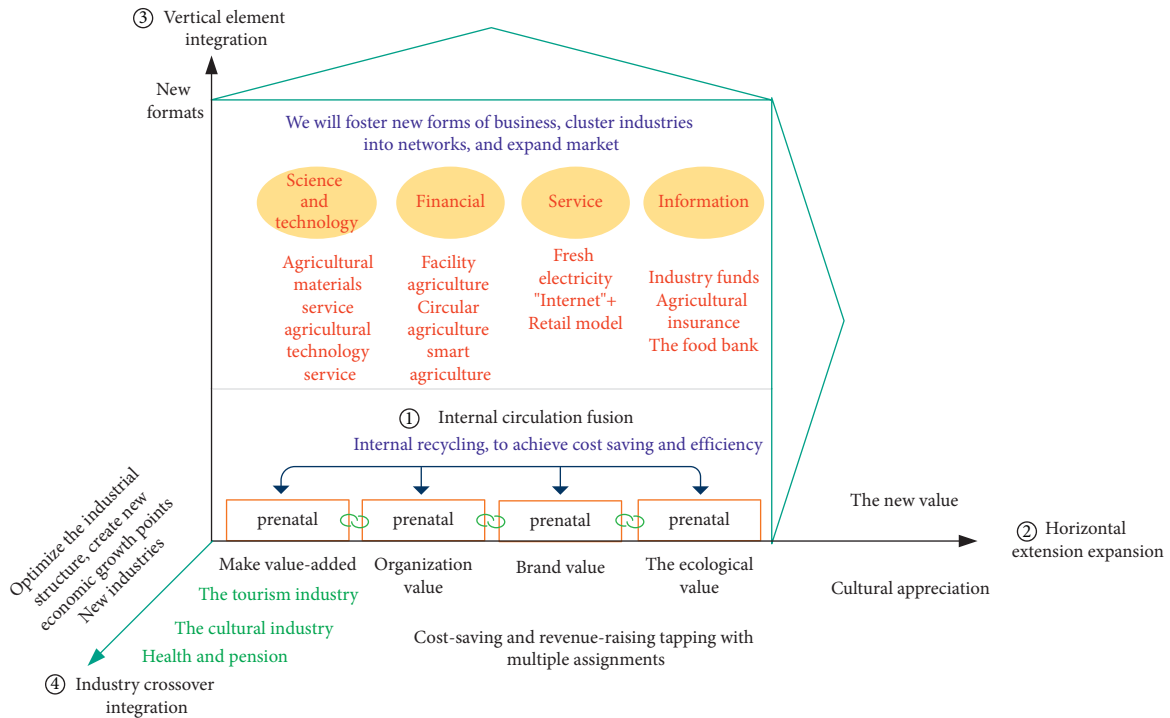 ③ Vertical element
integration
New
formats
We will foster new forms of business, cluster industries
into networks, and expand market
Science
and
technology
Financial
Service
Information
Agricultural
materials
service
agricultural
technology
service
Facility
agriculture
Circular
agriculture
smart
agriculture
Fresh
electricity
"Internet"+
Retail model
Industry funds
Agricultural
insurance
The food bank
① Internal circulation fusion
Internal recycling, to achieve cost saving and efficiency
prenatal
prenatal
prenatal
prenatal
Make value-added
Organization
value
Brand value
The ecological
value
The new value
Cultural appreciation
② Horizontal
extension expansion
Optimize the industrial
structure, create new
economic growth points
New industries
The tourism industry
The cultural industry
Health and pension
Cost-saving and revenue-raising tapping with
multiple assignments
④ Industry crossover
integration